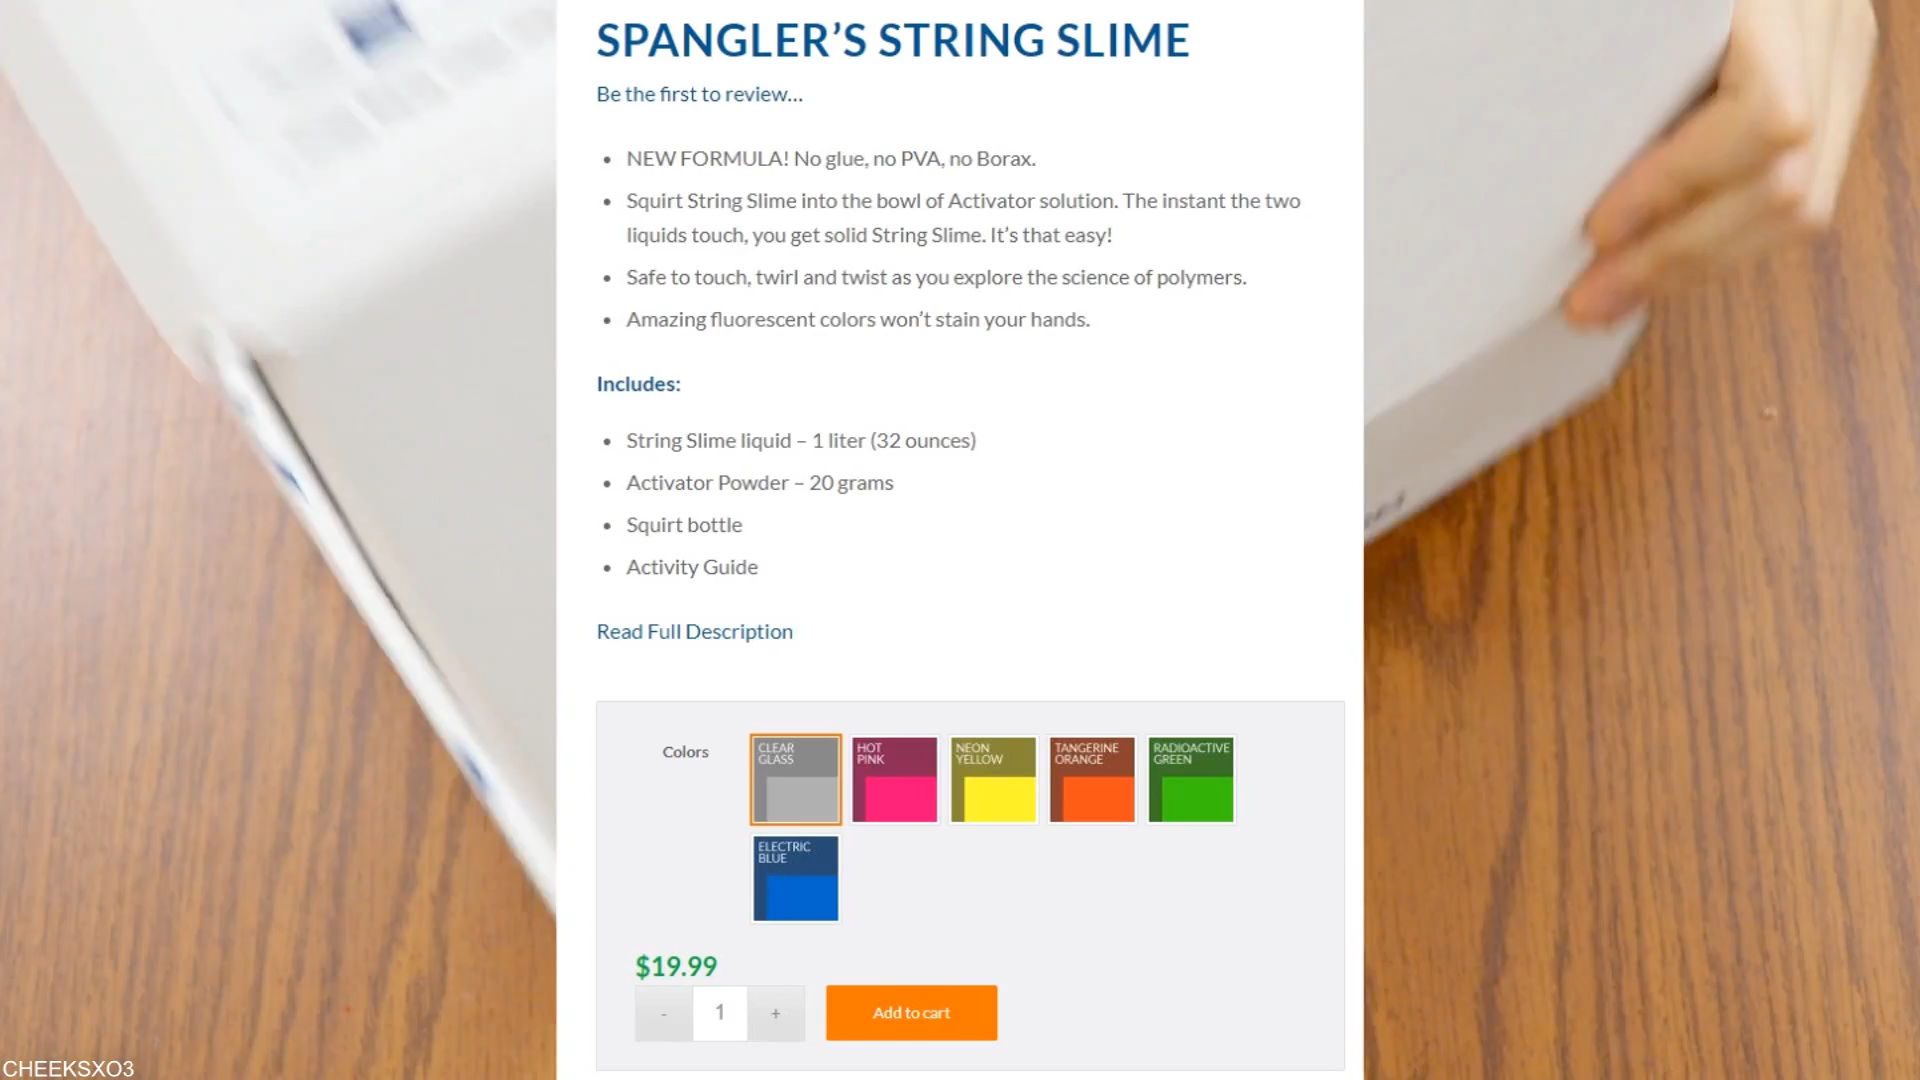 SPANGLER’S STRING SLIME
Be the first to review…
• NEW FORMULA! No glue, no PVA, no Borax.
• Squirt String Slime into the bowl of Activator solution. The instant the two
liquids touch, you get solid String Slime. It’s that easy!
• Safe to touch, twirl and twist as you explore the science of polymers.
• Amazing fluorescent colors won’t stain your hands.
Includes:
• String Slime liquid – 1 liter (32 ounces)
• Activator Powder – 20 grams
• Squirt bottle
• Activity Guide
Read Full Description
Colors
CLEAR
GLASS
HOT
PINK
NEON
YELLOW
TANGERINE
ORANGE
RADIOACTIVE
GREEN
ELECTRIC
BLUE
$19.99
- 1 +
Add to cart
CHEEKSXO3